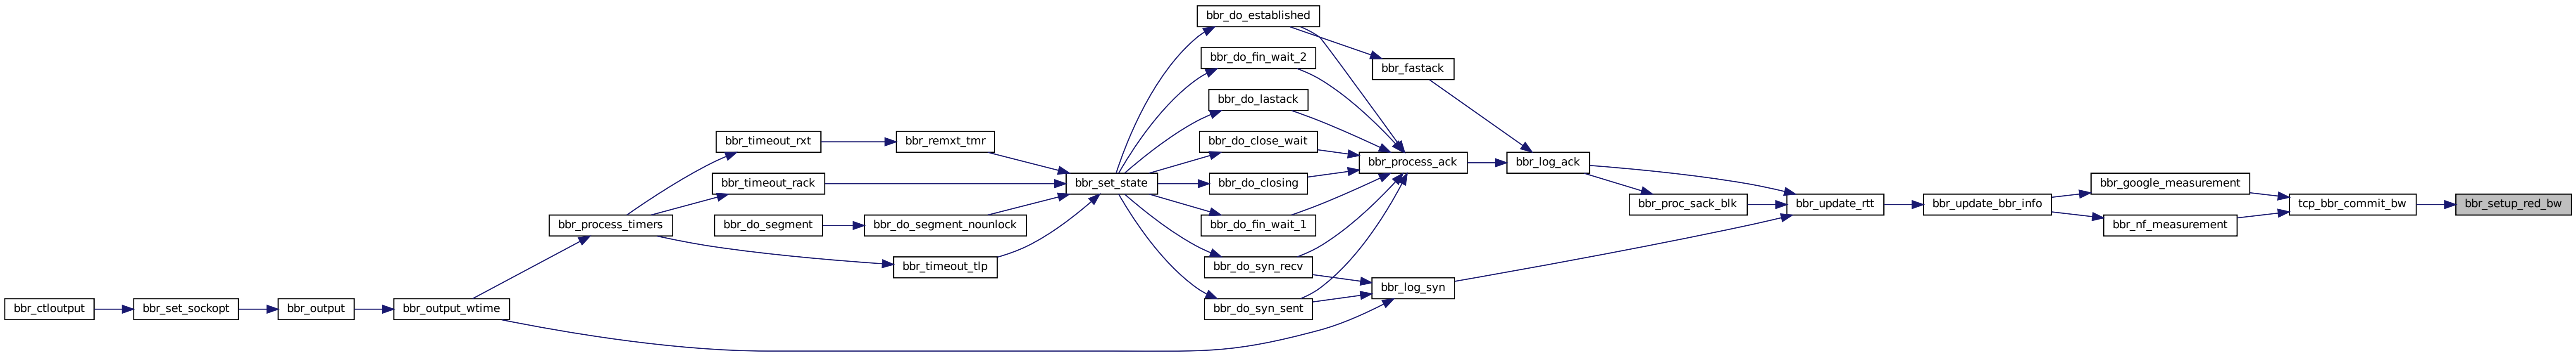 bbr_do_established
bbr_do_fin_wait_2
bbr_fastack
bbr_do_lastack
bbr_timeout_rxt
bbr_remxt_tmr
bbr_do_close_wait
bbr_process_ack
bbr_log_ack
bbr_timeout_rack
bbr_set_state
bbr_do_closing
bbr_google_measurement
bbr_proc_sack_blk
bbr_update_rtt
bbr_update_bbr_info
tcp_bbr_commit_bw
bbr_setup_red_bw
bbr_process_timers
bbr_do_segment
bbr_do_segment_nounlock
bbr_do_fin_wait_1
bbr_nf_measurement
bbr_timeout_tlp
bbr_do_syn_recv
bbr_log_syn
bbr_ctloutput
bbr_set_sockopt
bbr_output
bbr_output_wtime
bbr_do_syn_sent